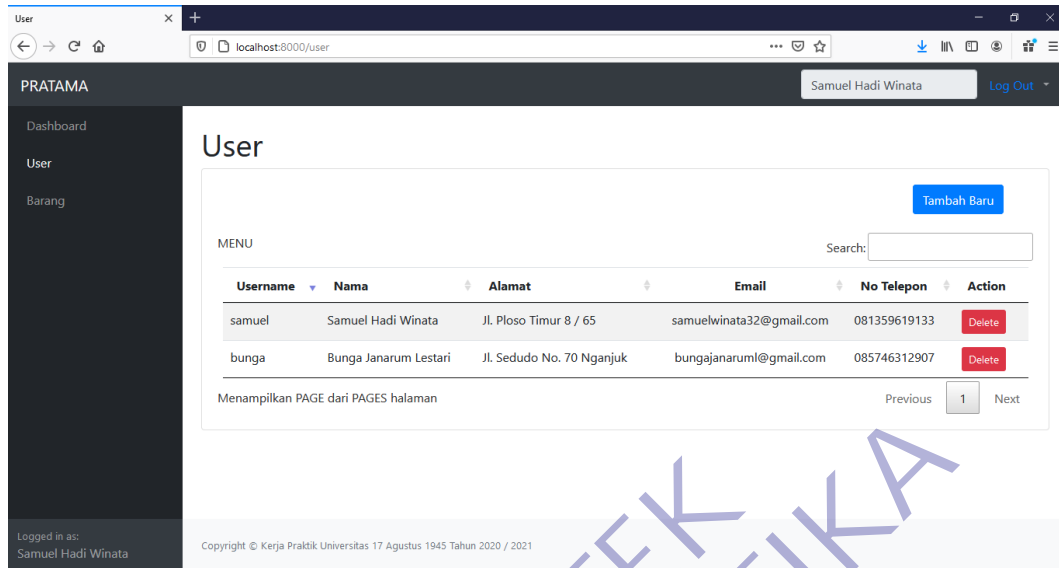 User
localhost:8000/user
PRATAMA
Samuel Hadi Winata
Log Out
Dashboard
User
Barang
User
Tambah Baru
MENU
Search:
Username Nama Alamat Email No Telepon Action
samuel Samuel Hadi Winata Jl. Ploso Timur 8 / 65 samuelwinata32@gmail.com 081359619133 Delete
bunga Bunga Janarum Lestari Jl. Sedudo No. 70 Nganjuk bungajanaruml@gmail.com 085746312907 Delete
Menampilkan PAGE dari PAGES halaman
Previous 1 Next
Logged in as:
Samuel Hadi Winata
Copyright © Kerja Praktik Universitas 17 Agustus 1945 Tahun 2020 / 2021